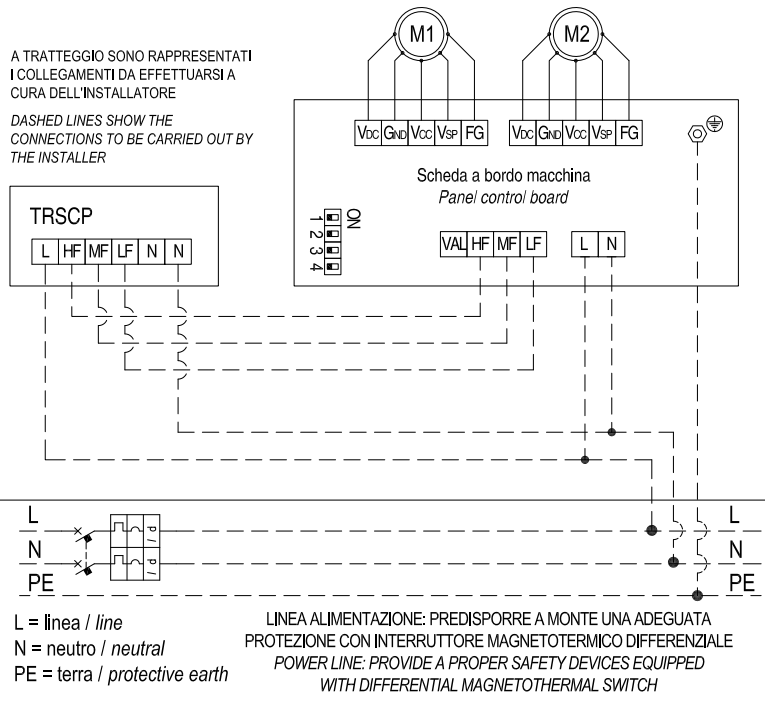 M1
M2
A TRATTEGGIO SONO RAPPRESENTATI
I COLLEGAMENTI DA EFFETTUARSI A
CURA DELL'INSTALLATORE
DASHED LINES SHOW THE
CONNECTIONS TO BE CARRIED OUT BY
THE INSTALLER
VDC GND VCC VSP FG
VDC GND VCC VSP FG
Scheda a bordo macchina
Panel control board
TRSCP
L HF MF LF N N
ON
1
2
3
4
VAL HF MF LF
L N
L
L
N
N
PE
PE
P I
P I
L = linea / line
N = neutro / neutral
PE = terra / protective earth
LINEA ALIMENTAZIONE: PREDISPORRE A MONTE UNA ADEGUATA
PROTEZIONE CON INTERRUTTORE MAGNETOTERMICO DIFFERENZIALE
POWER LINE: PROVIDE A PROPER SAFETY DEVICES EQUIPPED
WITH DIFFERENTIAL MAGNETOTHERMAL SWITCH